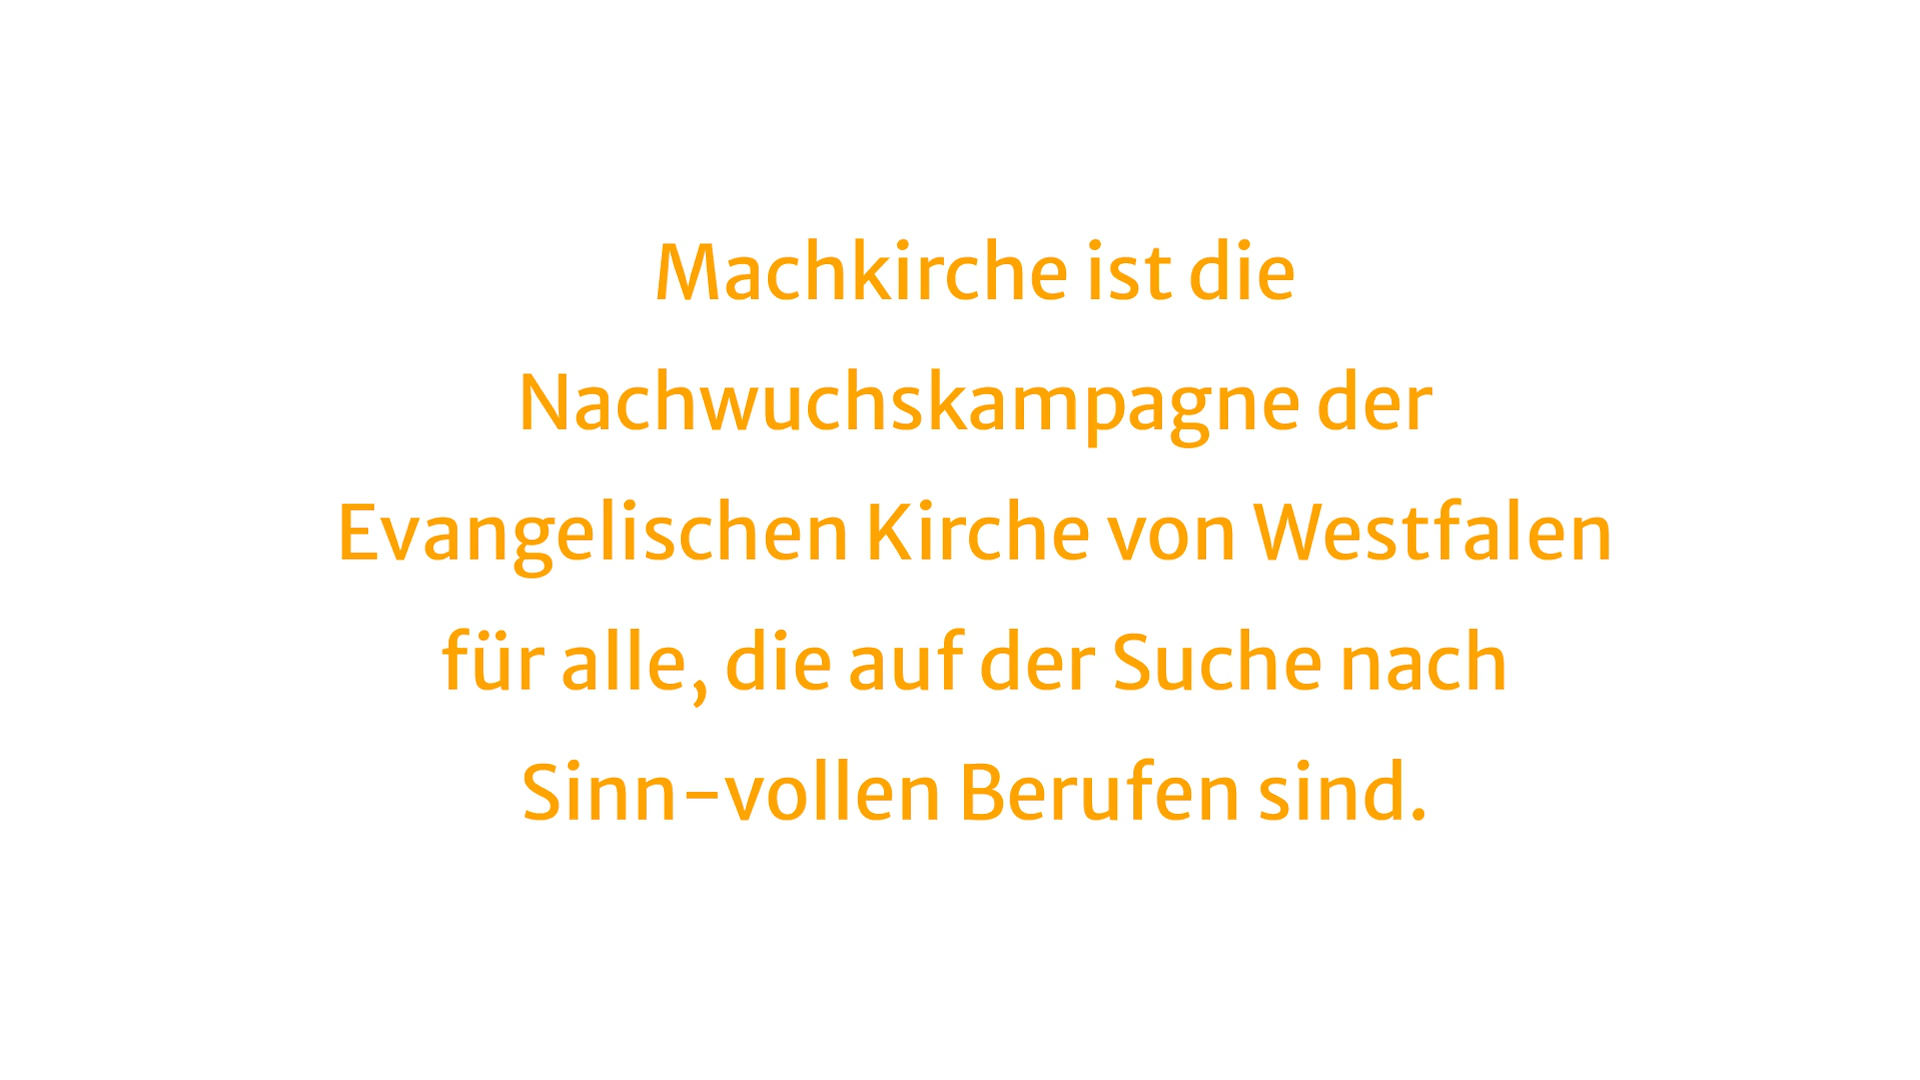 Machkirche ist die
Nachwuchskampagne der
Evangelischen Kirche von Westfalen
für alle, die auf der Suche nach
Sinn-vollen Berufen sind.